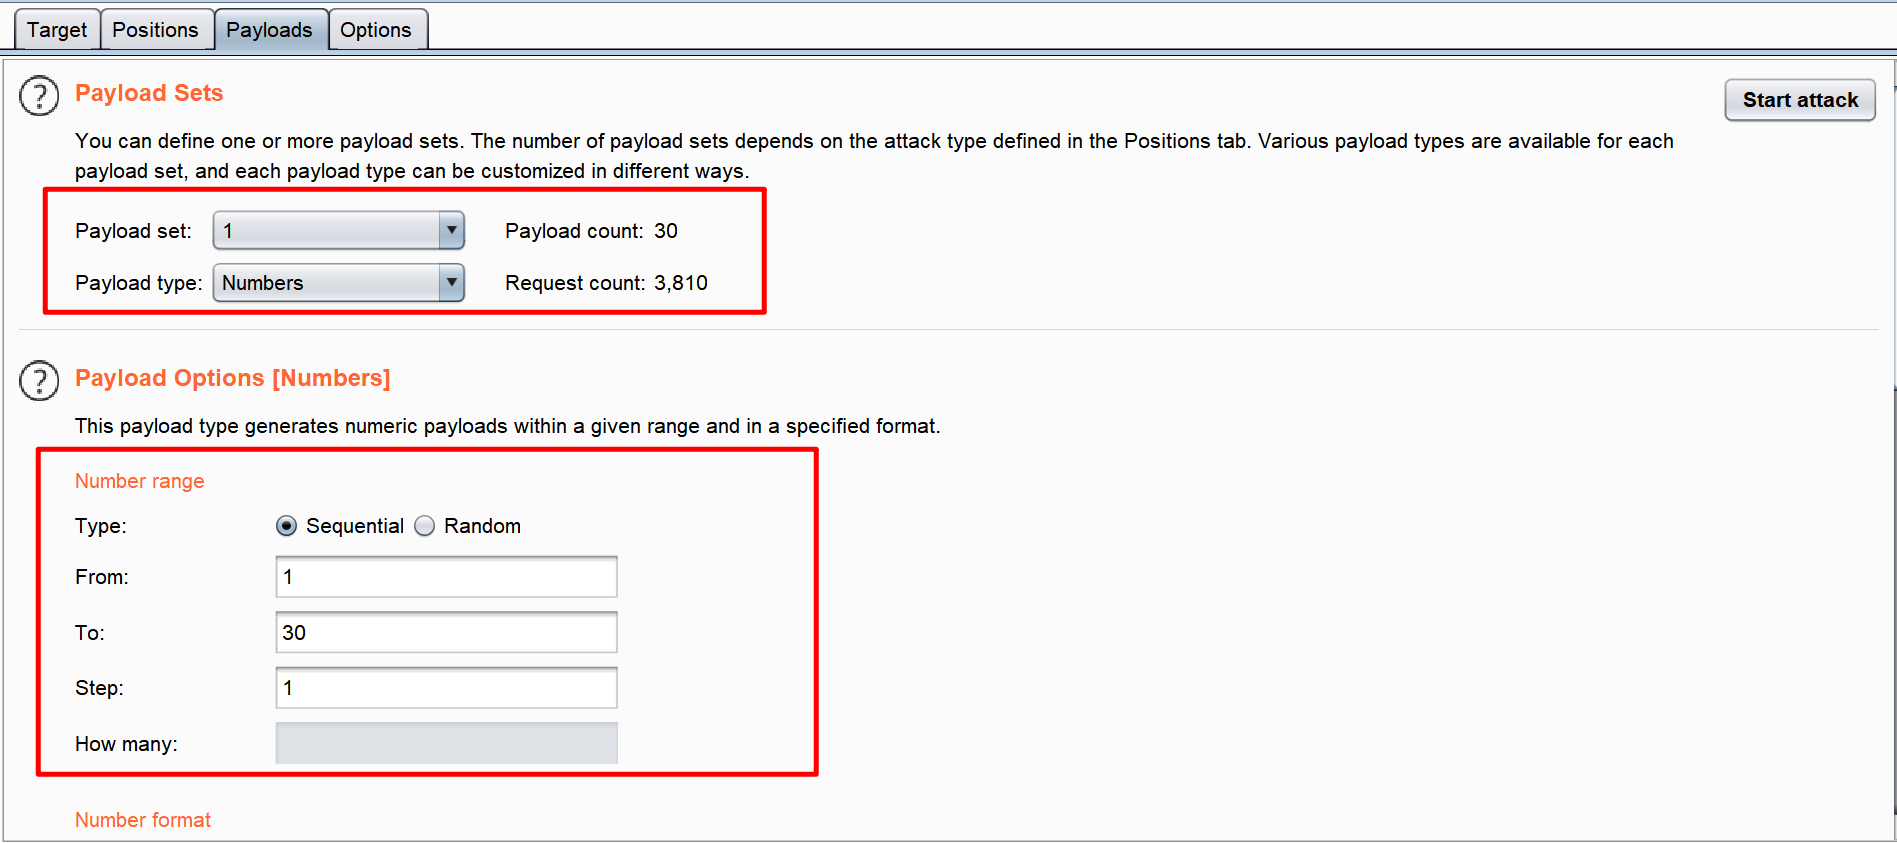 Target Positions Payloads Options
Payload Sets
Start attack
You can define one or more payload sets. The number of payload sets depends on the attack type defined in the Positions tab. Various payload types are available for each
payload set, and each payload type can be customized in different ways.
Payload set: 1 Payload count: 30
Payload type: Numbers Request count: 3,810
Payload Options [Numbers]
This payload type generates numeric payloads within a given range and in a specified format.
Number range
Type: Sequential Random
From: 1
To: 30
Step: 1
How many:
Number format